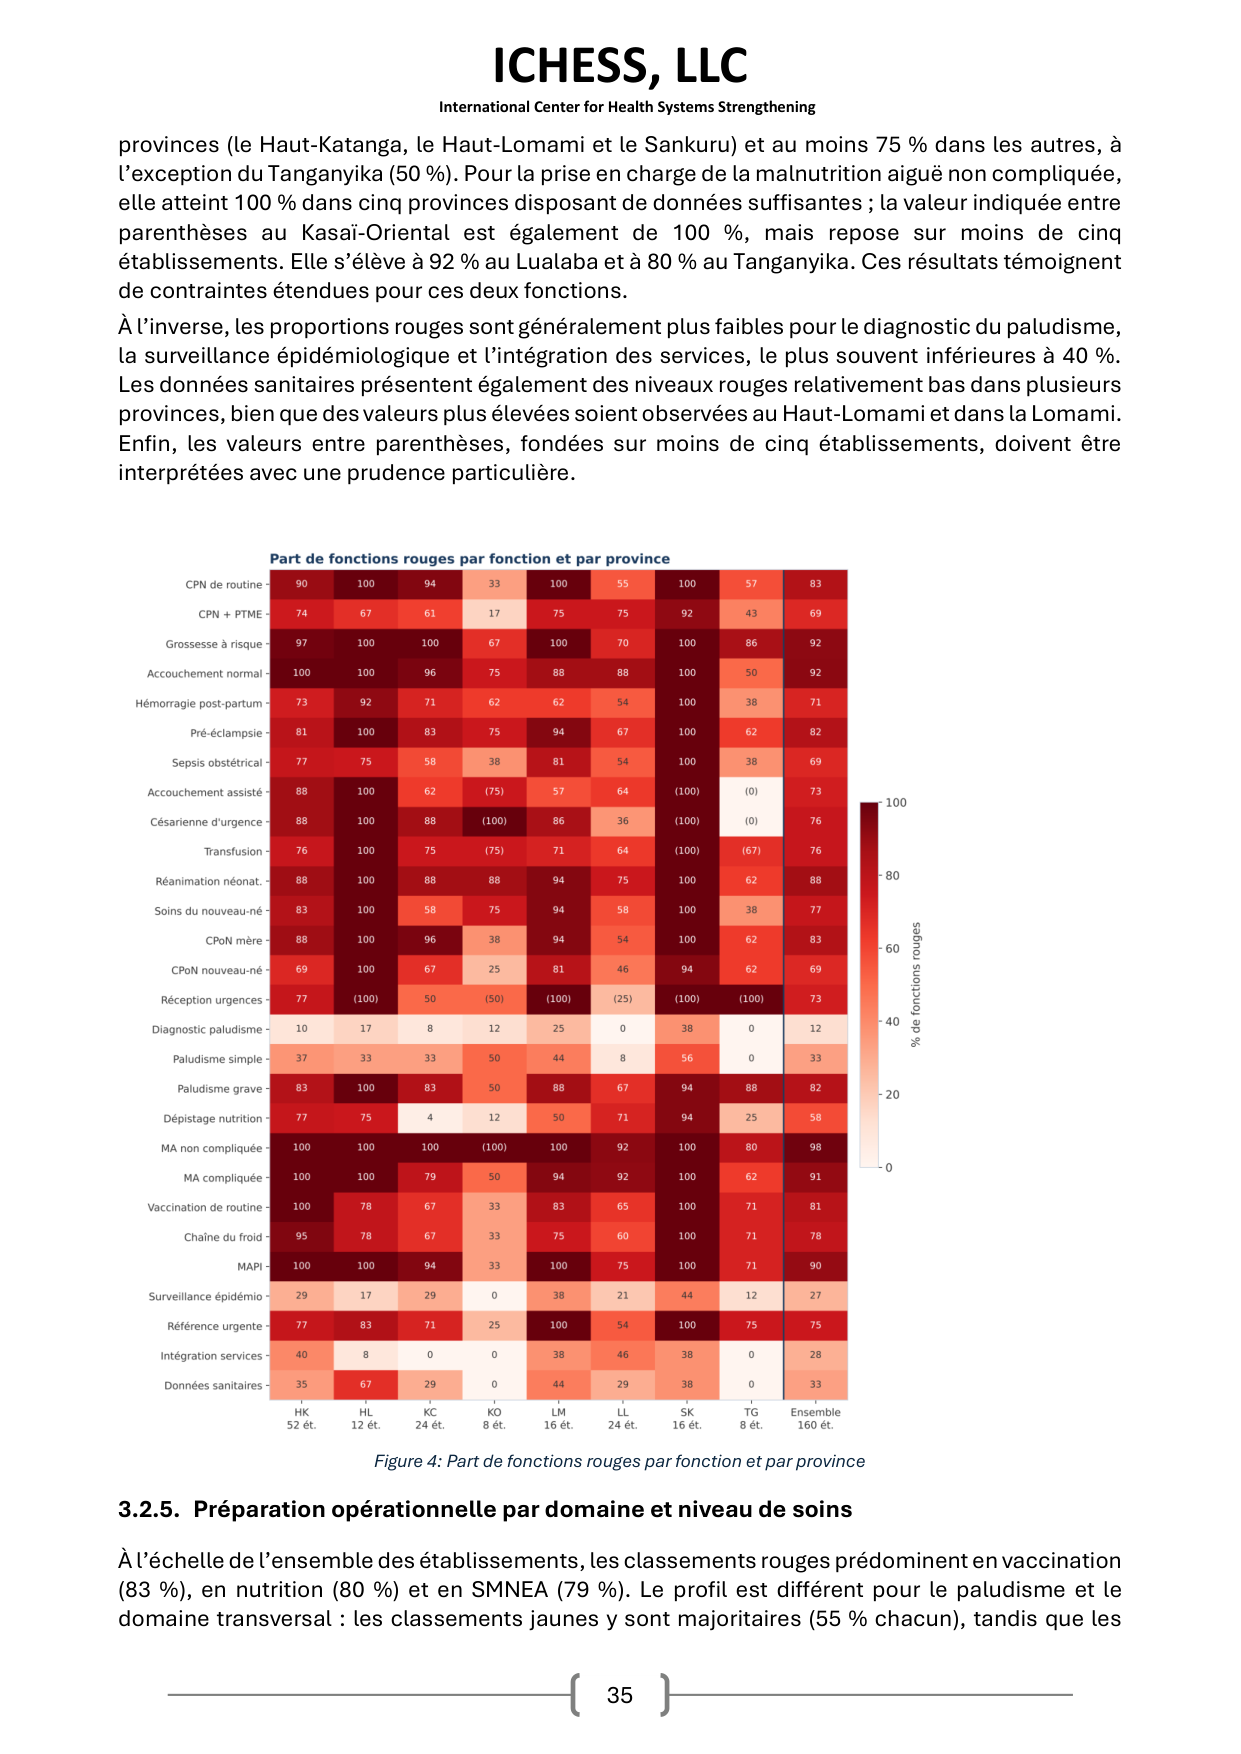 ICHESS, LLC
International Center for Health Systems Strengthening
provinces (le Haut-Katanga, le Haut-Lomami et le Sankuru) et au moins 75 % dans les autres, à
l’exception du Tanganyika (50 %). Pour la prise en charge de la malnutrition aiguë non compliquée,
elle atteint 100 % dans cinq provinces disposant de données suffisantes ; la valeur indiquée entre
parenthèses au Kasaï-Oriental est également de 100 %, mais repose sur moins de cinq
établissements. Elle s’élève à 92 % au Lualaba et à 80 % au Tanganyika. Ces résultats témoignent
de contraintes étendues pour ces deux fonctions.
À l’inverse, les proportions rouges sont généralement plus faibles pour le diagnostic du paludisme,
la surveillance épidémiologique et l’intégration des services, le plus souvent inférieures à 40 %.
Les données sanitaires présentent également des niveaux rouges relativement bas dans plusieurs
provinces, bien que des valeurs plus élevées soient observées au Haut-Lomami et dans la Lomami.
Enfin, les valeurs entre parenthèses, fondées sur moins de cinq établissements, doivent être
interprétées avec une prudence particulière.
Part de fonctions rouges par fonction et par province
CPN de routine 90 100 94 33 100 55 100 57 83
CPN + PTME 74 67 61 17 75 75 92 43 69
Grossesse à risque 97 100 100 67 100 70 100 86 92
Accouchement normal 100 100 96 75 88 88 100 50 92
Hémorragie post-partum 73 92 71 62 62 54 100 38 71
Pré-éclampsie 81 100 83 75 94 67 100 62 82
Sepsis obstétrical 77 75 58 38 81 54 100 38 69
Accouchement assisté 88 100 62 (75) 57 64 (100) (0) 73
Césarienne d'urgence 88 100 88 (100) 86 36 (100) (0) 76
Transfusion 76 100 75 (75) 71 64 (100) (67) 76
Réanimation néonat. 88 100 88 88 94 75 100 62 88
Soins du nouveau-né 83 100 58 75 94 58 100 38 77
CPoN mère 88 100 96 38 94 54 100 62 83
CPoN nouveau-né 69 100 67 25 81 46 94 62 69
Réception urgences 77 (100) 50 (50) (100) (25) (100) (100) 73
Diagnostic paludisme 10 17 8 12 25 0 38 0 12
Paludisme simple 37 33 33 50 44 8 56 0 33
Paludisme grave 83 100 83 50 88 67 94 88 82
Dépistage nutrition 77 75 4 12 50 71 94 25 58
MA non compliquée 100 100 100 (100) 100 92 100 80 98
MA compliquée 100 100 79 50 94 92 100 62 91
Vaccination de routine 100 78 67 33 83 65 100 71 81
Chaîne du froid 95 78 67 33 75 60 100 71 78
MAPI 100 100 94 33 100 75 100 71 90
Surveillance épidémio 29 17 29 0 38 21 44 12 27
Référence urgente 77 83 71 25 100 54 100 75 75
Intégration services 40 8 0 0 38 46 38 0 28
Données sanitaires 35 67 29 0 44 29 38 0 33
HK HL KC KO LM LL SK TG Ensemble
52 ét. 12 ét. 24 ét. 8 ét. 16 ét. 24 ét. 16 ét. 8 ét. 160 ét.
100
80
60
40
20
0
% de fonctions rouges
Figure 4: Part de fonctions rouges par fonction et par province
3.2.5. Préparation opérationnelle par domaine et niveau de soins
À l’échelle de l’ensemble des établissements, les classements rouges prédominent en vaccination
(83 %), en nutrition (80 %) et en SMNEA (79 %). Le profil est différent pour le paludisme et le
domaine transversal : les classements jaunes y sont majoritaires (55 % chacun), tandis que les
35